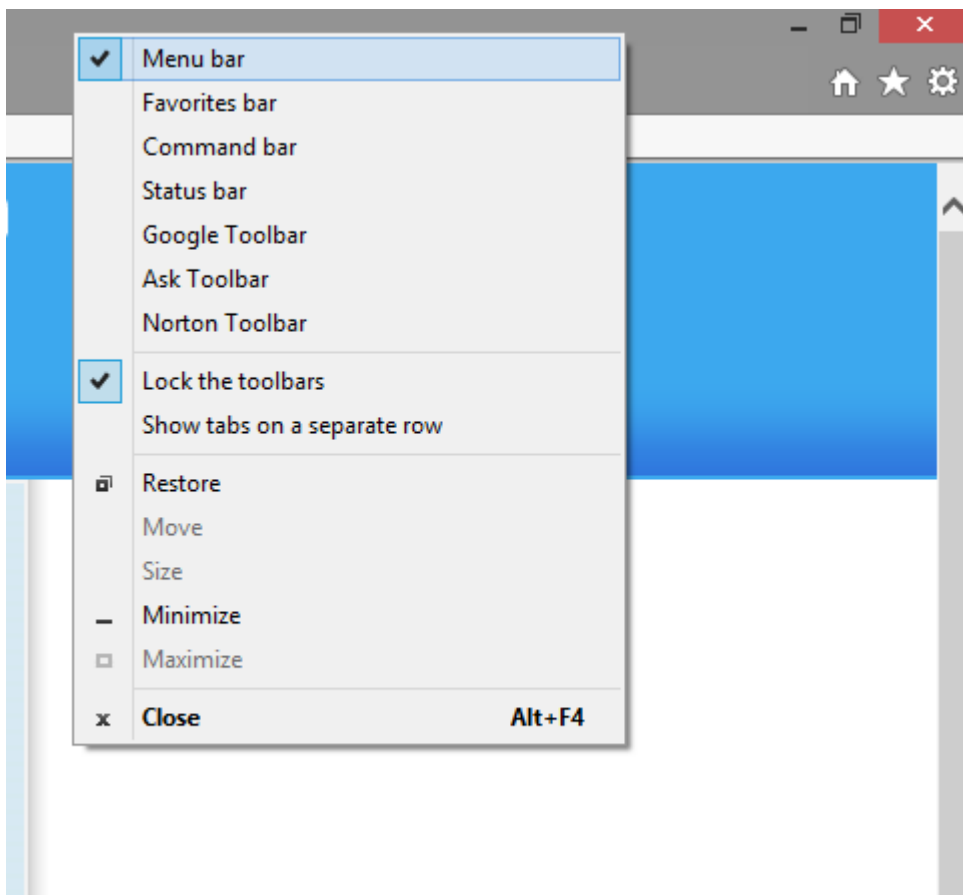 Menu bar
Favorites bar
Command bar
Status bar
Google Toolbar
Ask Toolbar
Norton Toolbar
Lock the toolbars
Show tabs on a separate row
Restore
Move
Size
Minimize
Maximize
Close Alt+F4